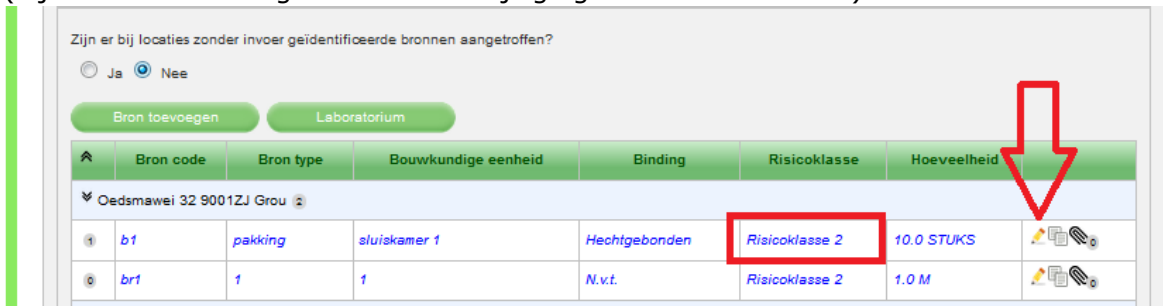 Zijn er bij locaties zonder invoer geïdentificeerde bronnen aangetroffen?
Ja Nee
Bron toevoegen Laboratorium
Bron code Bron type Bouwkundige eenheid Binding Risicoklasse Hoeveelheid
Oedsmawei 32 9001ZJ Grou 2
1 b1 pakking sluiskamer 1 Hechtgebonden Risicoklasse 2 10.0 STUKS 0
0 br1 1 1 N.v.t. Risicoklasse 2 1.0 M 0